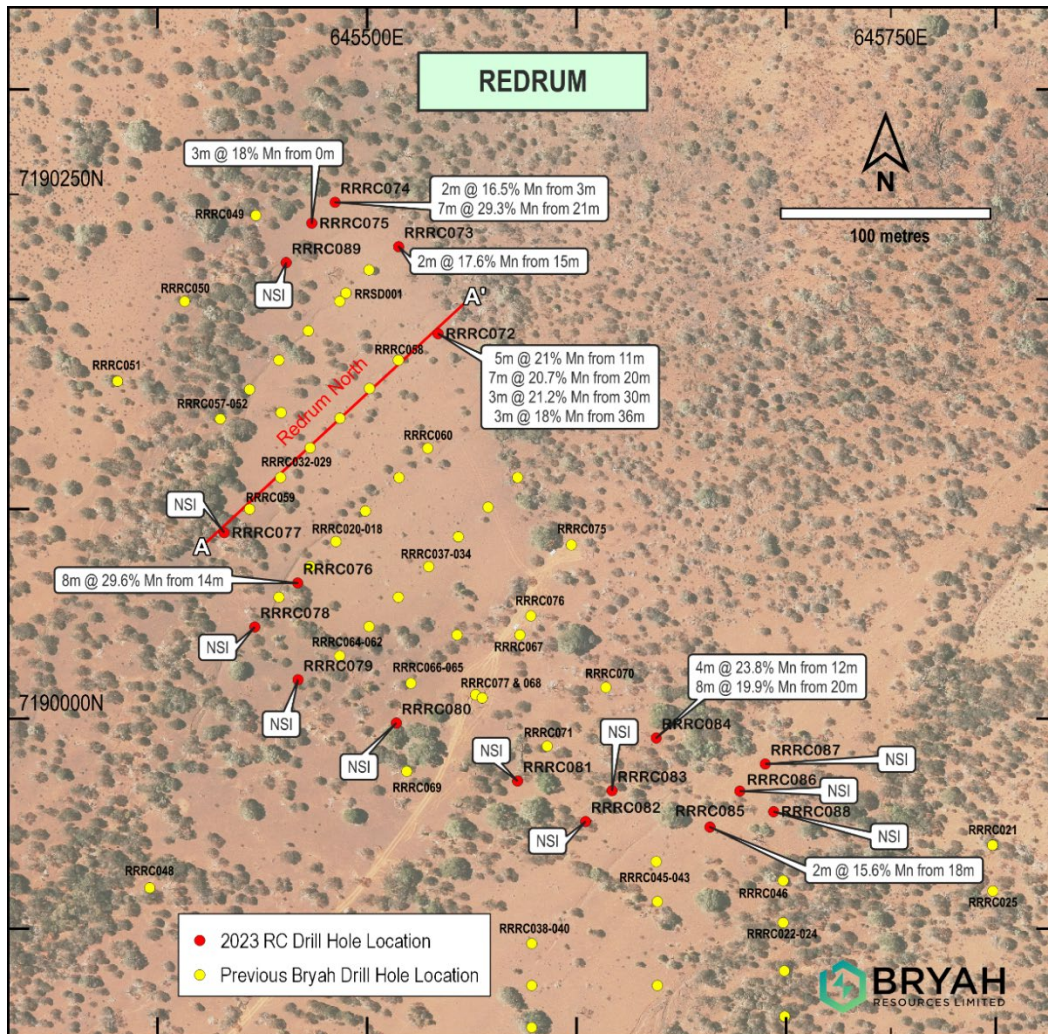 645500E
645750E
REDRUM
3m @ 18% Mn from 0m
7190250N
RRRC074
2m @ 16.5% Mn from 3m
7m @ 29.3% Mn from 21m
N
RRRC049
RRRC075
100 metres
RRRC073
RRRC089
2m @ 17.6% Mn from 15m
NSI
RRRC050
RRSD001
A'
RRRC072
RRRC058
5m @ 21% Mn from 11m
7m @ 20.7% Mn from 20m
3m @ 21.2% Mn from 30m
3m @ 18% Mn from 36m
RRRC051
Redrum North
RRRC057-052
RRRC060
RRRC032-029
NSI
RRRC059
RRRC077
A
RRRC020-018
RRRC075
RRRC037-034
8m @ 29.6% Mn from 14m
RRRC076
RRRC078
RRRC076
NSI
RRRC064-062
RRRC067
RRRC079
RRRC066-065
NSI
RRRC077 & 068
RRRC070
4m @ 23.8% Mn from 12m
8m @ 19.9% Mn from 20m
7190000N
RRRC080
NSI
RRRC084
RRRC071
NSI
NSI
RRRC087
NSI
RRRC069
RRRC081
RRRC083
RRRC086
NSI
RRRC082
RRRC085
RRRC088
NSI
NSI
RRRC021
2m @ 15.6% Mn from 18m
RRRC048
RRRC045-043
RRRC046
RRRC025
2023 RC Drill Hole Location
Previous Bryah Drill Hole Location
RRRC038-040
RRRC022-024
BRYAH
RESOURCES LIMITED